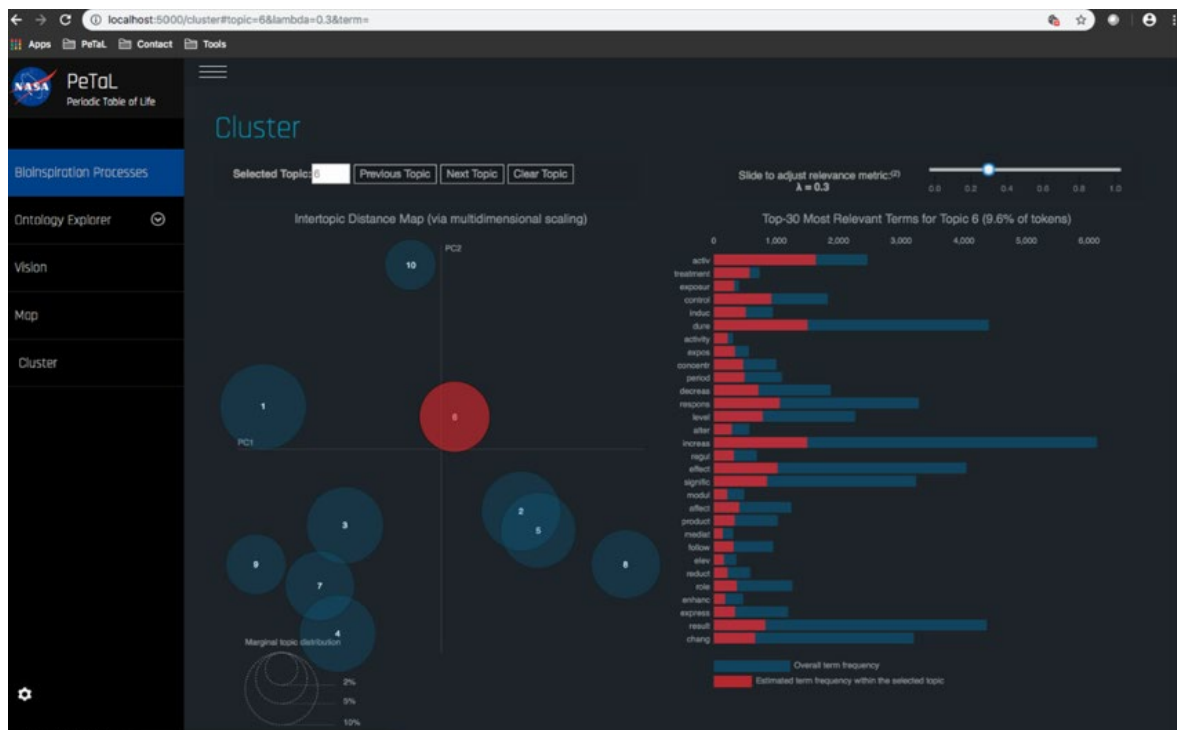 localhost:5000/cluster#topic=6&lambda=0.3&term=
Apps PeTaL Contact Tools
NASA
PeTaL
Periodic Table of Life
BioInspiration Processes
Ontology Explorer
Vision
Map
Cluster
Cluster
Selected Topic: 6 Previous Topic Next Topic Clear Topic
Slide to adjust relevance metric:(2)
λ = 0.3
0.0 0.2 0.4 0.6 0.8 1.0
Intertopic Distance Map (via multidimensional scaling)
PC2
PC1
10
1
6
2
3
5
9
8
7
4
Marginal topic distribution
2%
5%
10%
Top-30 Most Relevant Terms for Topic 6 (9.6% of tokens)
0 1,000 2,000 3,000 4,000 5,000 6,000
activ
treatment
exposur
control
induc
dure
activity
expos
concentr
period
decreas
respons
level
alter
increas
regul
effect
signific
modul
affect
product
mediat
follow
elev
reduct
role
enhanc
express
result
chang
Overall term frequency
Estimated term frequency within the selected topic